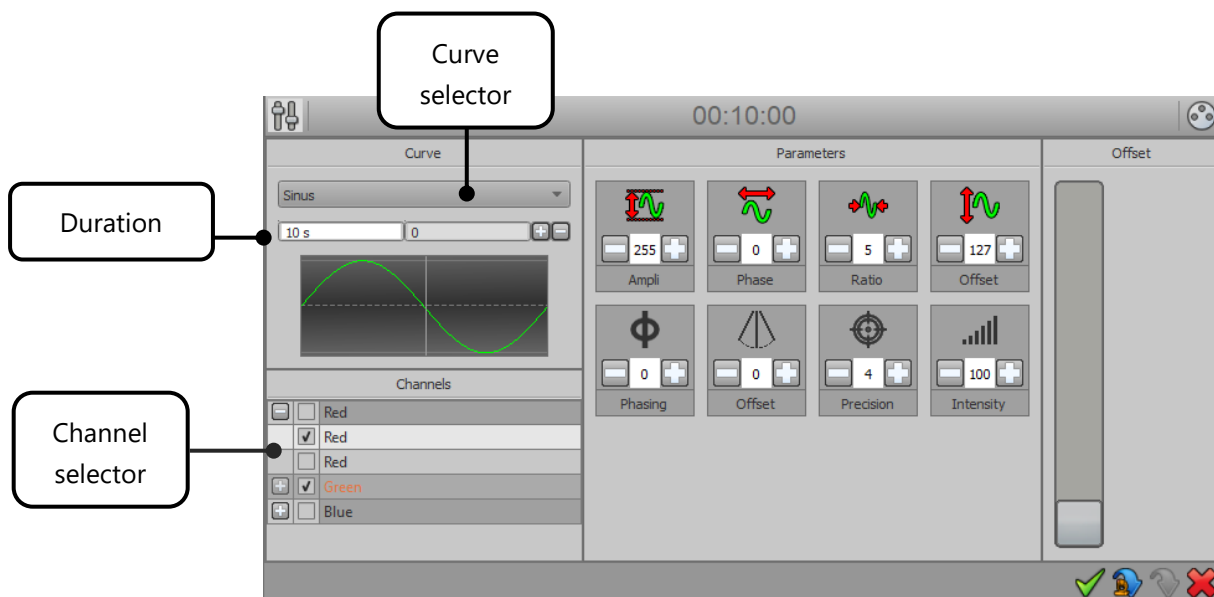 Curve
selector
00:10:00
Curve
Parameters
Offset
Duration
Sinus
10 s
0
255
0
5
127
Ampli
Phase
Ratio
Offset
0
0
4
100
Phasing
Offset
Precision
Intensity
Channel
selector
Channels
Red
Red
Red
Green
Blue